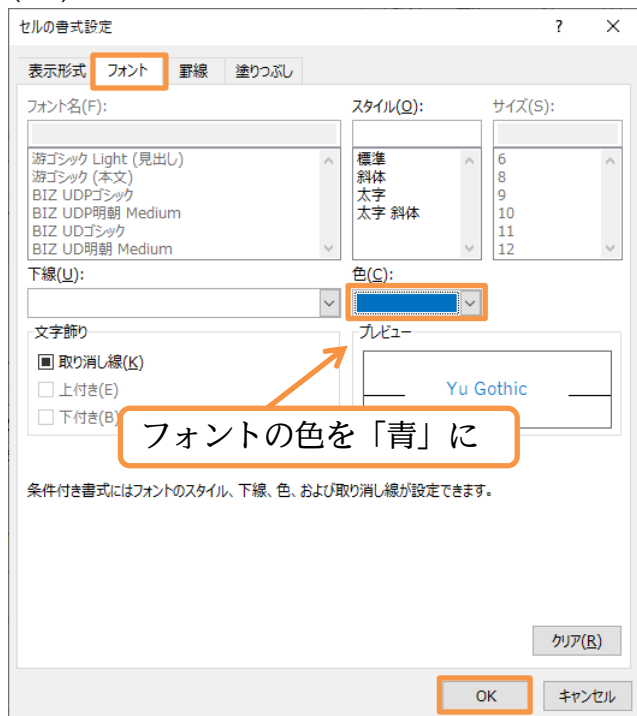 セルの書式設定 ? ×
表示形式 フォント 罫線 塗りつぶし
フォント名(F): スタイル(O): サイズ(S):
游ゴシック Light (見出し) 標準 6
游ゴシック (本文) 斜体 8
BIZ UDPゴシック 太字 9
BIZ UDP明朝 Medium 太字 斜体 10
BIZ UDゴシック 11
BIZ UD明朝 Medium 12
下線(U): 色(C):
文字飾り プレビュー
取り消し線(K)
上付き(E) Yu Gothic
下付き(B)
フォントの色を「青」に
条件付き書式にはフォントのスタイル、下線、色、および取り消し線が設定できます。
クリア(R)
OK キャンセル